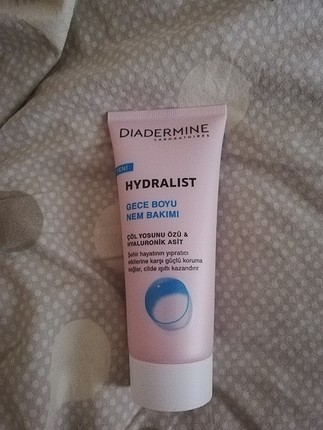 DIADERMINE
LABORATOIRES
YENİ
HYDRALIST
GECE BOYU
NEM BAKIMI
ÇÖL YOSUNU ÖZÜ &
HYALURONİK ASİT
Şehir hayatının yıpratıcı
etkilerine karşı güçlü koruma
sağlar, cilde ışıltı kazandırır